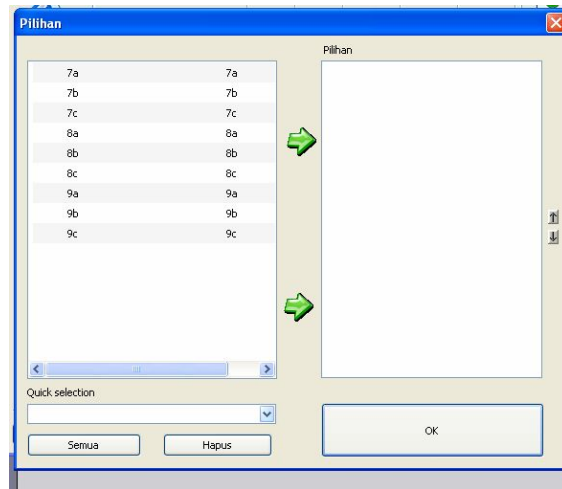 Pilihan
Pilihan
7a 7a
7b 7b
7c 7c
8a 8a
8b 8b
8c 8c
9a 9a
9b 9b
9c 9c
Quick selection
Semua Hapus
OK